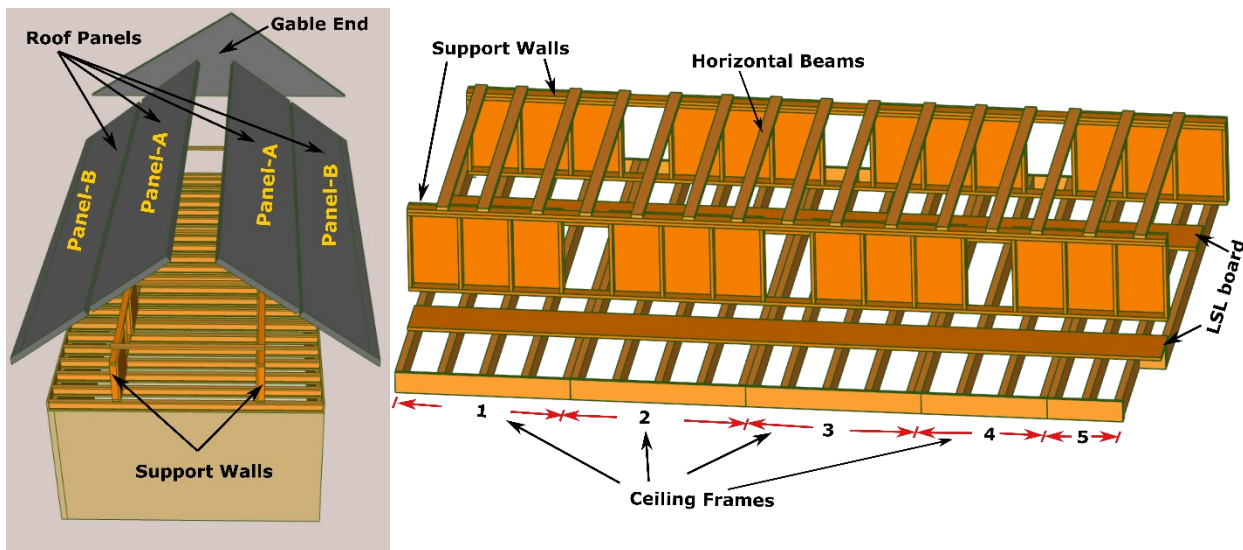 Gable End
Roof Panels
Panel-B
Panel-A
Panel-A
Panel-B
Support Walls
Support Walls
Horizontal Beams
LSL board
1
2
3
4
5
Ceiling Frames